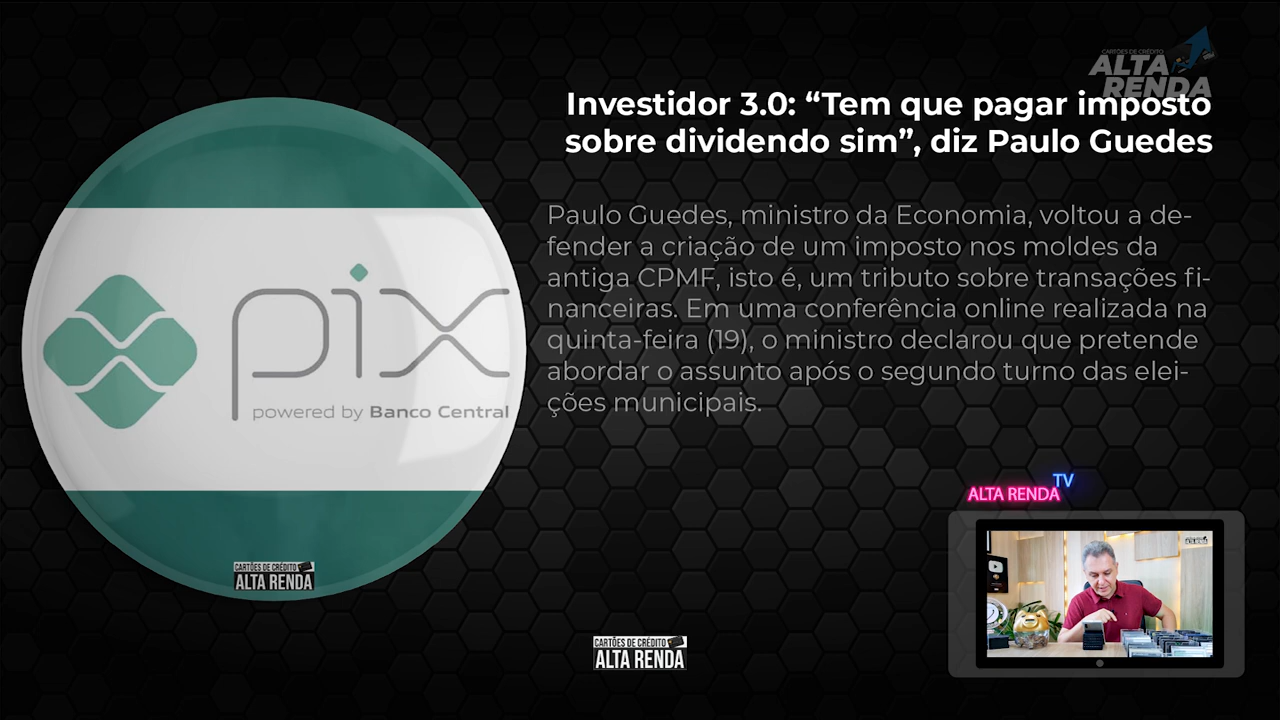 CARTÕES DE CRÉDITO
ALTA
RENDA
Investidor 3.0: “Tem que pagar imposto
sobre dividendo sim”, diz Paulo Guedes
Paulo Guedes, ministro da Economia, voltou a de-
fender a criação de um imposto nos moldes da
antiga CPMF, isto é, um tributo sobre transações fi-
nanceiras. Em uma conferência online realizada na
quinta-feira (19), o ministro declarou que pretende
abordar o assunto após o segundo turno das elei-
ções municipais.
pix
powered by Banco Central
CARTÕES DE CRÉDITO
ALTA RENDA
ALTA RENDA TV
CARTÕES DE CRÉDITO
ALTA RENDA